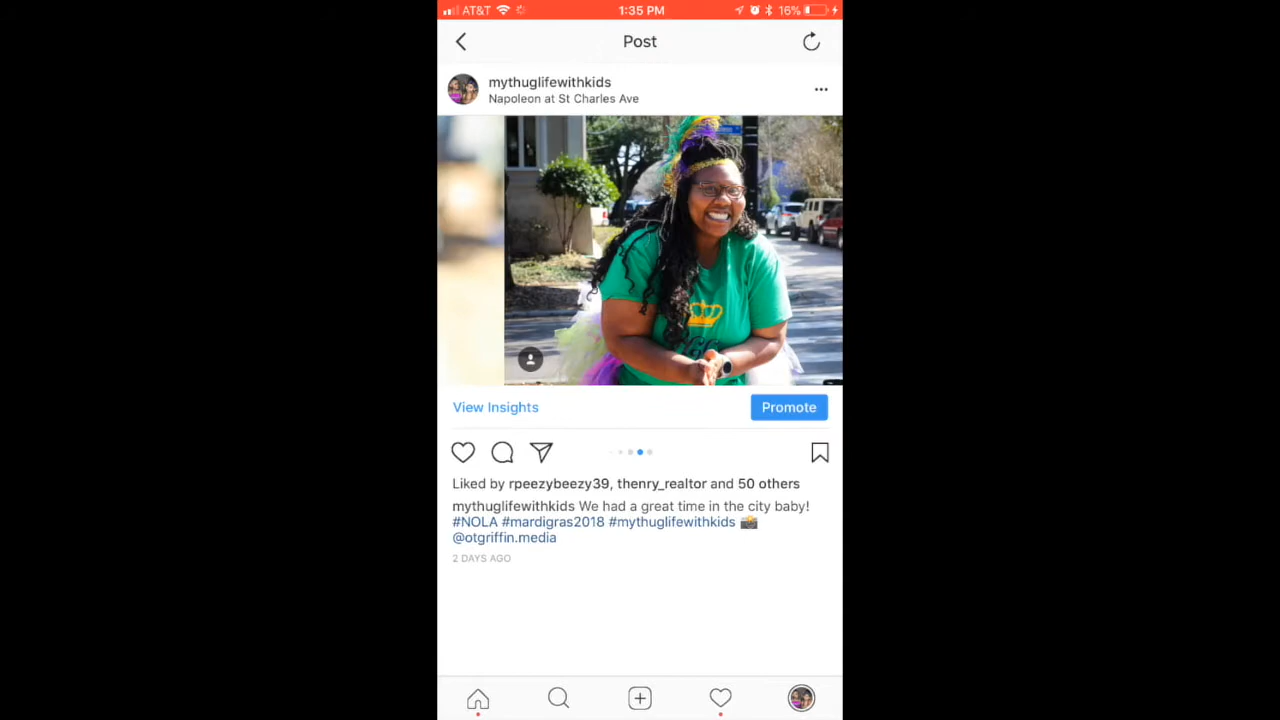 AT&T 1:35 PM 16%
Post
mythuglifewithkids
Napoleon at St Charles Ave
View Insights Promote
Liked by rpeezybeezy39, thenry_realtor and 50 others
mythuglifewithkids We had a great time in the city baby!
#NOLA #mardigras2018 #mythuglifewithkids 📸
@otgriffin.media
2 DAYS AGO